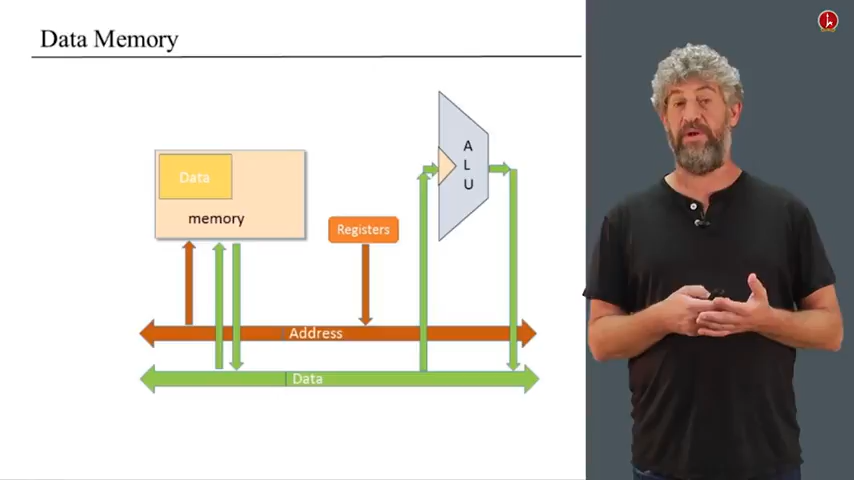 Data Memory
Data
memory
Registers
A
L
U
Address
Data